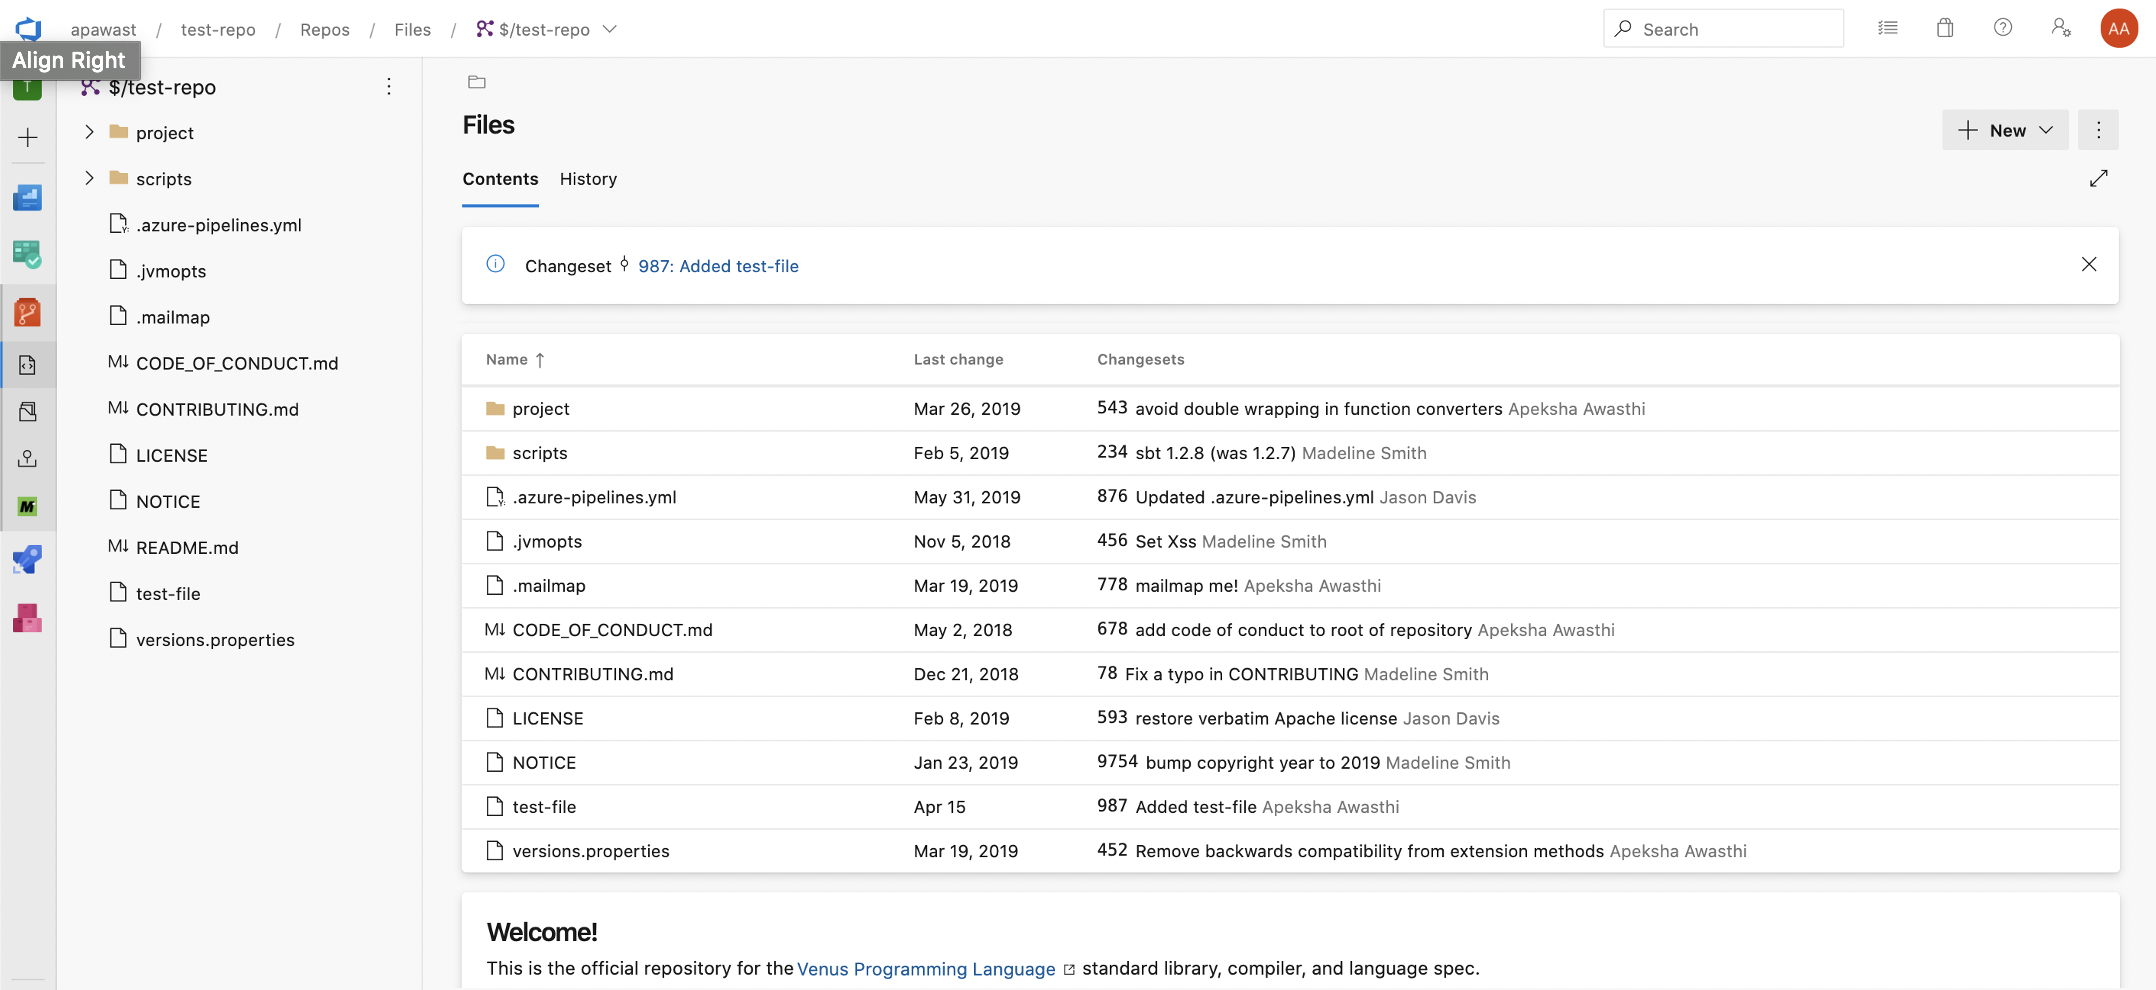 apawast / test-repo / Repos / Files / $/test-repo
Search
AA
Align Right
T
$/test-repo
project
scripts
.azure-pipelines.yml
.jvmopts
.mailmap
M↓ CODE_OF_CONDUCT.md
M↓ CONTRIBUTING.md
LICENSE
NOTICE
M↓ README.md
test-file
versions.properties
M
Files
New
Contents History
Changeset 987: Added test-file
Name ↑ Last change Changesets
project Mar 26, 2019 543 avoid double wrapping in function converters Apeksha Awasthi
scripts Feb 5, 2019 234 sbt 1.2.8 (was 1.2.7) Madeline Smith
.azure-pipelines.yml May 31, 2019 876 Updated .azure-pipelines.yml Jason Davis
.jvmopts Nov 5, 2018 456 Set Xss Madeline Smith
.mailmap Mar 19, 2019 778 mailmap me! Apeksha Awasthi
M↓ CODE_OF_CONDUCT.md May 2, 2018 678 add code of conduct to root of repository Apeksha Awasthi
M↓ CONTRIBUTING.md Dec 21, 2018 78 Fix a typo in CONTRIBUTING Madeline Smith
LICENSE Feb 8, 2019 593 restore verbatim Apache license Jason Davis
NOTICE Jan 23, 2019 9754 bump copyright year to 2019 Madeline Smith
test-file Apr 15 987 Added test-file Apeksha Awasthi
versions.properties Mar 19, 2019 452 Remove backwards compatibility from extension methods Apeksha Awasthi
Welcome!
This is the official repository for the Venus Programming Language standard library, compiler, and language spec.